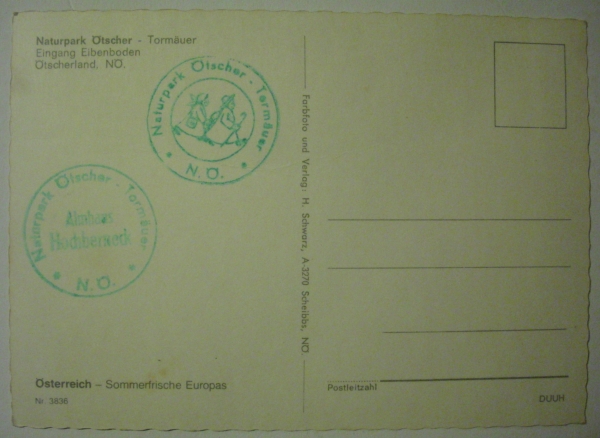 Naturpark Ötscher - Tormäuer
Eingang Eibenboden
Ötscherland, NÖ.
Naturpark Ötscher - Tormäuer
* N.Ö. *
Naturpark Ötscher - Tormäuer
Almhaus
Hochbärneck
* N.Ö. *
Farbfoto und Verlag: H. Schwarz, A-3270 Scheibbs, NÖ.
Österreich – Sommerfrische Europas
Nr. 3836
Postleitzahl
DUUH